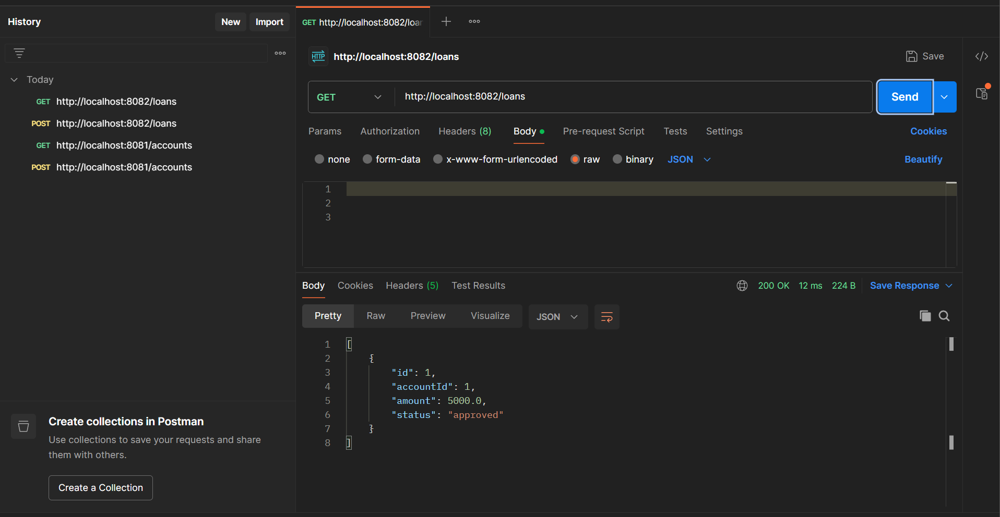 History
New
Import
Today
GET http://localhost:8082/loans
POST http://localhost:8082/loans
GET http://localhost:8081/accounts
POST http://localhost:8081/accounts
Create collections in Postman
Use collections to save your requests and share
them with others.
Create a Collection
GET http://localhost:8082/loan
HTTP http://localhost:8082/loans
Save
GET http://localhost:8082/loans
Send
Params Authorization Headers (8) Body Pre-request Script Tests Settings Cookies
none form-data x-www-form-urlencoded raw binary JSON Beautify
1
2
3
Body Cookies Headers (5) Test Results 200 OK 12 ms 224 B Save Response
Pretty Raw Preview Visualize JSON
1 [
2 {
3 "id": 1,
4 "accountId": 1,
5 "amount": 5000.0,
6 "status": "approved"
7 }
8 ]